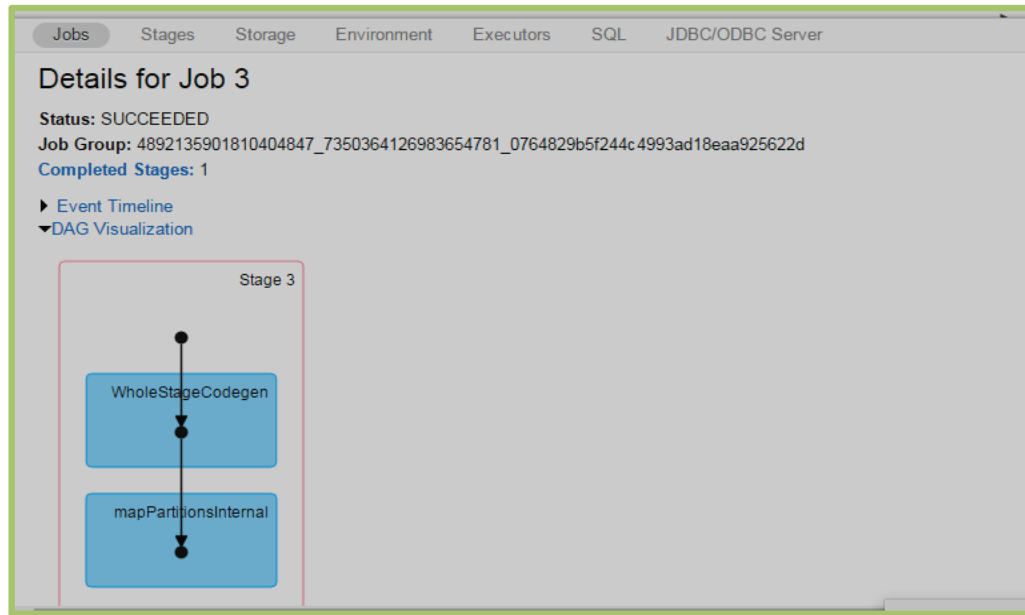 Jobs Stages Storage Environment Executors SQL JDBC/ODBC Server
Details for Job 3
Status: SUCCEEDED
Job Group: 4892135901810404847_7350364126983654781_0764829b5f244c4993ad18eaa925622d
Completed Stages: 1
Event Timeline
DAG Visualization
Stage 3
WholeStageCodegen
mapPartitionsInternal